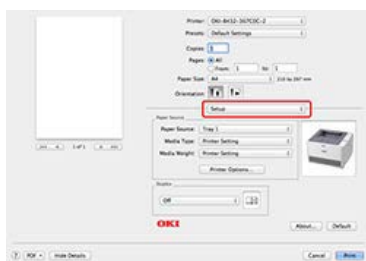 Printer: OKI-B432-507C0C-2
Presets: Default Settings
Copies: 1
Pages: All
From: 1 to: 1
Paper Size: A4 210 by 297 mm
Orientation:
Setup
Paper Source
Paper Source: Tray 1
Media Type: Printer Setting
Media Weight: Printer Setting
Printer Options...
Duplex
Off
1 of 1
OKI
About... Default
? PDF Hide Details Cancel Print